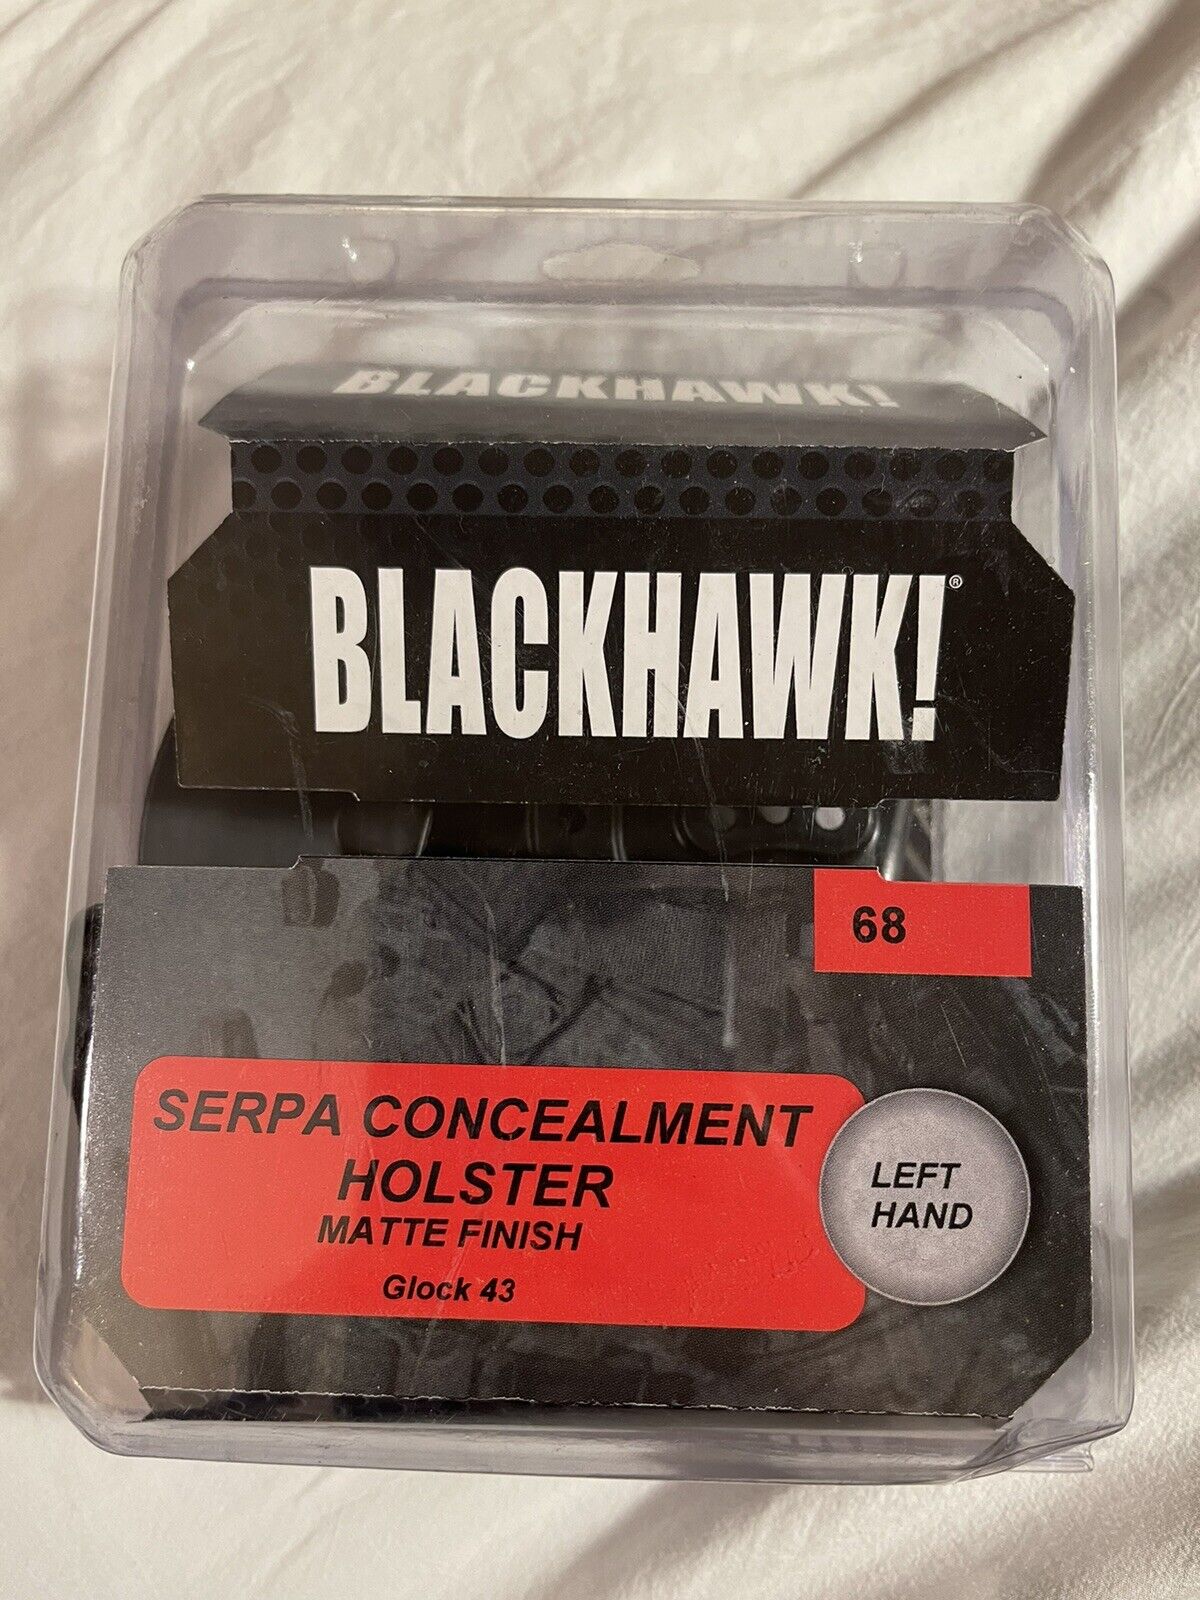 BLACKHAWK!
BLACKHAWK!®
68
SERPA CONCEALMENT
HOLSTER
MATTE FINISH
Glock 43
LEFT
HAND